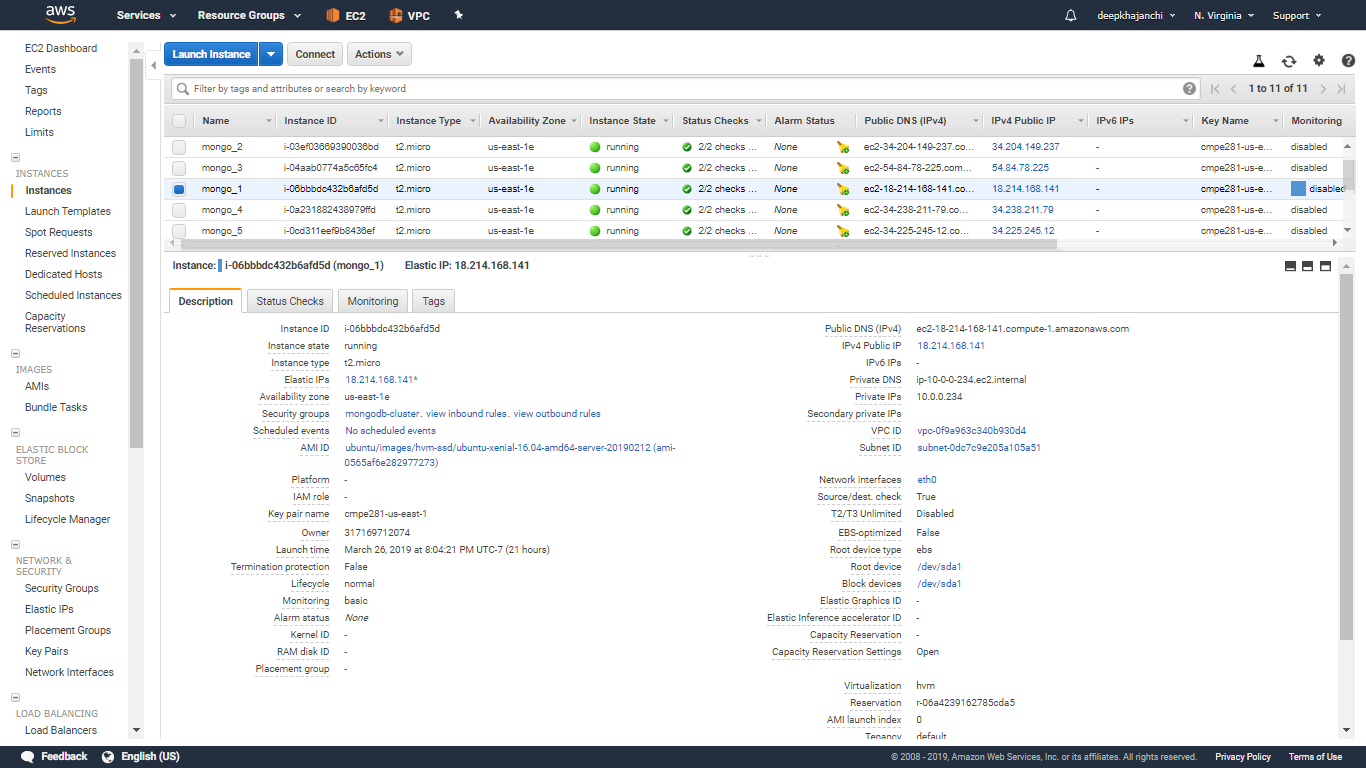 aws Services Resource Groups EC2 VPC deepkhajanchi N. Virginia Support
EC2 Dashboard
Events
Tags
Reports
Limits
INSTANCES
Instances
Launch Templates
Spot Requests
Reserved Instances
Dedicated Hosts
Scheduled Instances
Capacity
Reservations
IMAGES
AMIs
Bundle Tasks
ELASTIC BLOCK
STORE
Volumes
Snapshots
Lifecycle Manager
NETWORK &
SECURITY
Security Groups
Elastic IPs
Placement Groups
Key Pairs
Network Interfaces
LOAD BALANCING
Load Balancers
Launch Instance Connect Actions
Filter by tags and attributes or search by keyword 1 to 11 of 11
Name Instance ID Instance Type Availability Zone Instance State Status Checks Alarm Status Public DNS (IPv4) IPv4 Public IP IPv6 IPs Key Name Monitoring
mongo_2 i-03ef03669390036bd t2.micro us-east-1e running 2/2 checks ... None ec2-34-204-149-237.co... 34.204.149.237 - cmpe281-us-e... disabled
mongo_3 i-04aab0774a5c65fc4 t2.micro us-east-1e running 2/2 checks ... None ec2-54-84-78-225.com... 54.84.78.225 - cmpe281-us-e... disabled
mongo_1 i-06bbbdc432b6afd5d t2.micro us-east-1e running 2/2 checks ... None ec2-18-214-168-141.co... 18.214.168.141 - cmpe281-us-e... disabled
mongo_4 i-0a231882438979ffd t2.micro us-east-1e running 2/2 checks ... None ec2-34-238-211-79.co... 34.238.211.79 - cmpe281-us-e... disabled
mongo_5 i-0cd311eef9b8436ef t2.micro us-east-1e running 2/2 checks ... None ec2-34-225-245-12.co... 34.225.245.12 - cmpe281-us-e... disabled
Instance: i-06bbbdc432b6afd5d (mongo_1) Elastic IP: 18.214.168.141
Description Status Checks Monitoring Tags
Instance ID i-06bbbdc432b6afd5d
Instance state running
Instance type t2.micro
Elastic IPs 18.214.168.141*
Availability zone us-east-1e
Security groups mongodb-cluster. view inbound rules. view outbound rules
Scheduled events No scheduled events
AMI ID ubuntu/images/hvm-ssd/ubuntu-xenial-16.04-amd64-server-20190212 (ami-
0565af6e282977273)
Platform -
IAM role -
Key pair name cmpe281-us-east-1
Owner 317169712074
Launch time March 26, 2019 at 8:04:21 PM UTC-7 (21 hours)
Termination protection False
Lifecycle normal
Monitoring basic
Alarm status None
Kernel ID -
RAM disk ID -
Placement group -
Public DNS (IPv4) ec2-18-214-168-141.compute-1.amazonaws.com
IPv4 Public IP 18.214.168.141
IPv6 IPs -
Private DNS ip-10-0-0-234.ec2.internal
Private IPs 10.0.0.234
Secondary private IPs
VPC ID vpc-0f9a963c340b930d4
Subnet ID subnet-0dc7c9e205a105a51
Network interfaces eth0
Source/dest. check True
T2/T3 Unlimited Disabled
EBS-optimized False
Root device type ebs
Root device /dev/sda1
Block devices /dev/sda1
Elastic Graphics ID -
Elastic Inference accelerator ID -
Capacity Reservation -
Capacity Reservation Settings Open
Virtualization hvm
Reservation r-06a4239162785cda5
AMI launch index 0
Tenancy default
Feedback English (US) © 2008 - 2019, Amazon Web Services, Inc. or its affiliates. All rights reserved. Privacy Policy Terms of Use